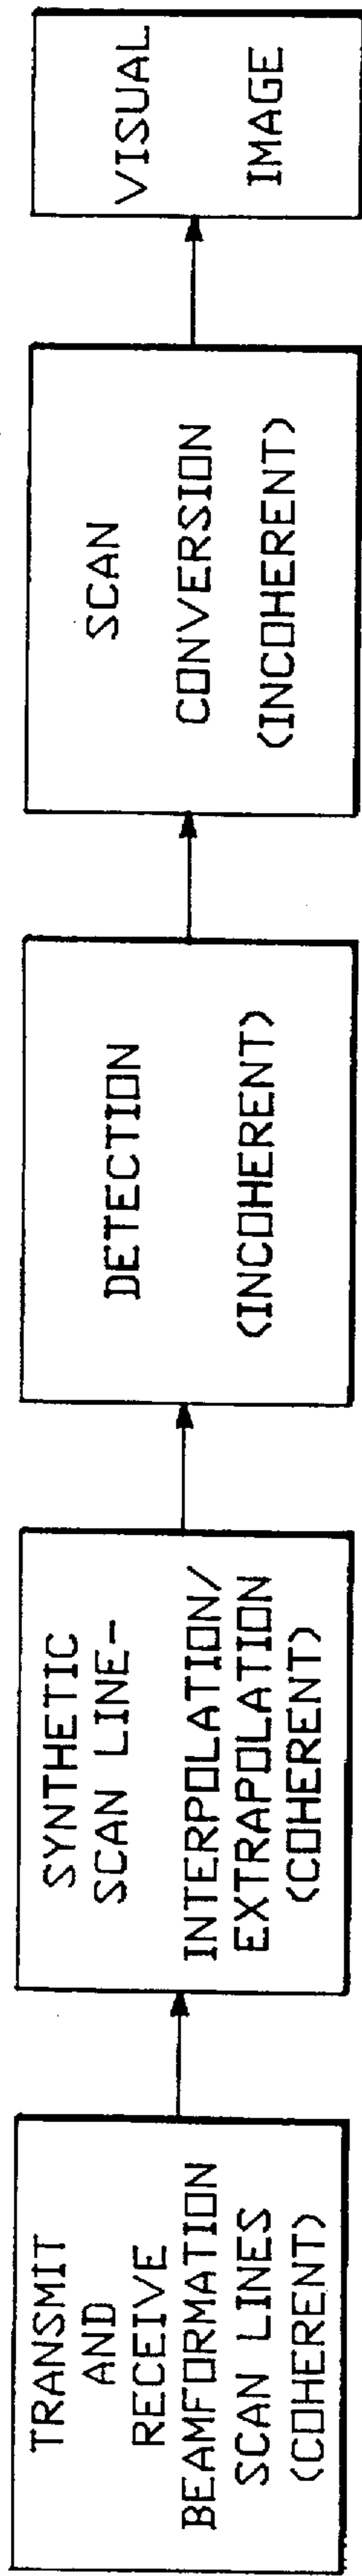 TRANSMIT
AND
RECEIVE
BEAMFORMATION
SCAN LINES
(COHERENT)
SYNTHETIC
SCAN LINE-
INTERPOLATION/
EXTRAPOLATION
(COHERENT)
DETECTION
(INCOHERENT)
SCAN
CONVERSION
(INCOHERENT)
VISUAL
IMAGE